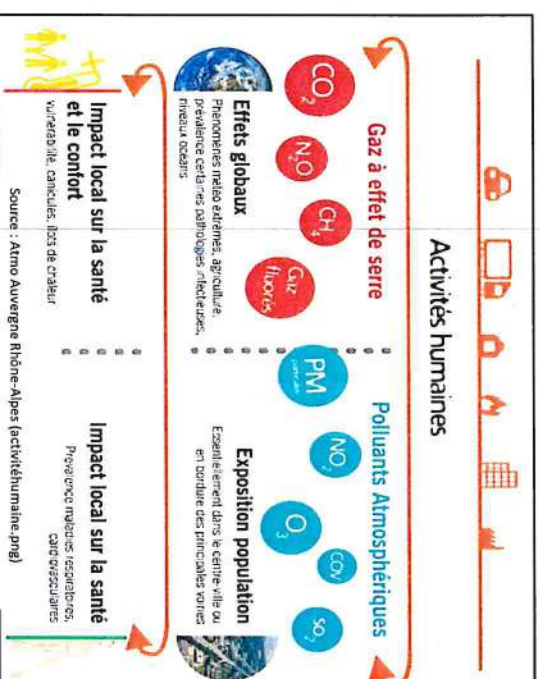 Activités humaines
Gaz à effet de serre
CO2
N2O
CH4
Gaz
fluorés
Polluants Atmosphériques
PM
NO2
O3
COV
SO2
Effets globaux
Phénomènes météo extrêmes, agriculture,
prévalence certaines pathologies infectieuses,
niveaux océans
Exposition population
Essentiellement dans le centre-ville ou
en bordure des principales voiries
Impact local sur la santé
et le confort
vulnérabilité, canicules, îlots de chaleur
Impact local sur la santé
Prévalence maladies respiratoires,
cardiovasculaires
Source : Atmo Auvergne Rhône-Alpes (activitéhumaine.png)